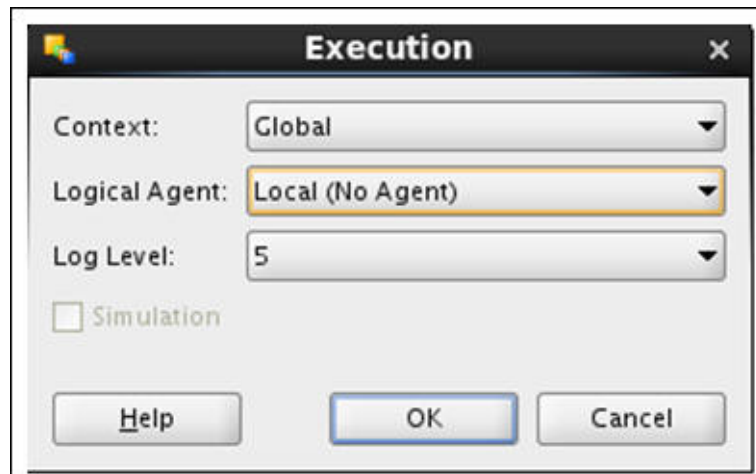 Execution
Context: Global
Logical Agent: Local (No Agent)
Log Level: 5
Simulation
Help OK Cancel